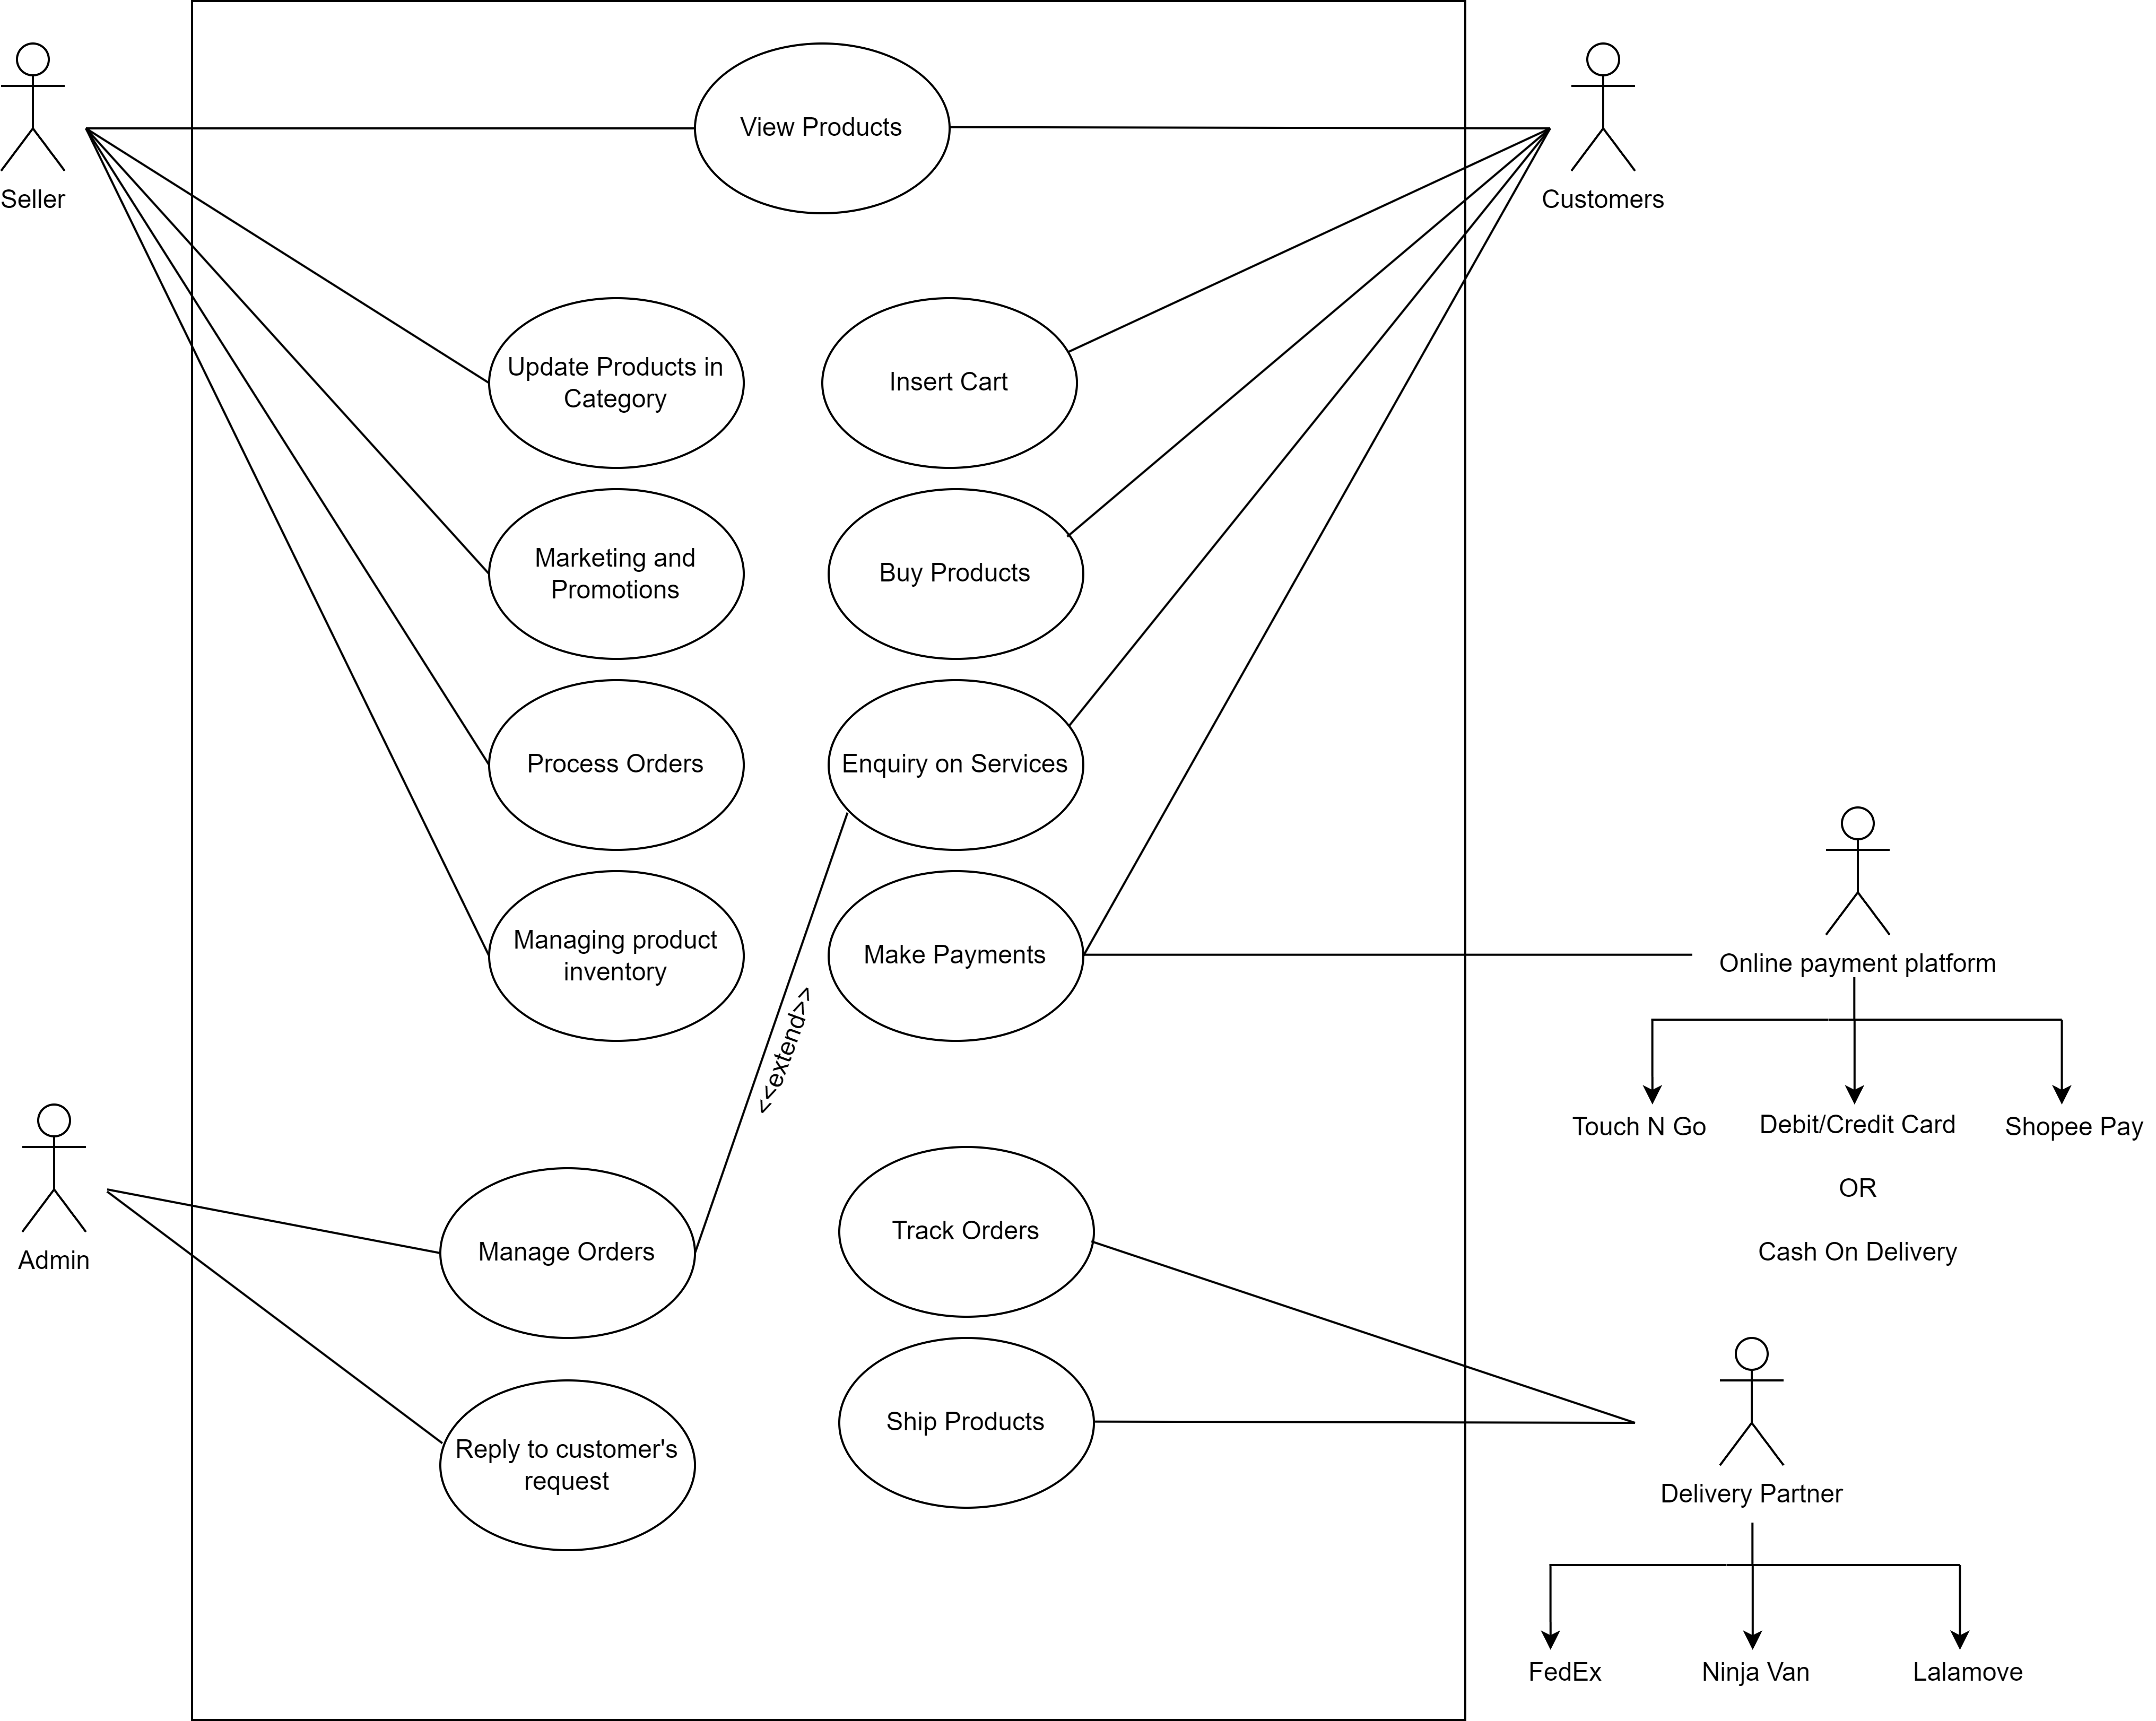 View Products
Seller
Customers
Update Products in
Category
Insert Cart
Marketing and
Promotions
Buy Products
Process Orders
Enquiry on Services
Managing product
inventory
Make Payments
Online payment platform
<<extend>>
Touch N Go
Debit/Credit Card
Shopee Pay
OR
Cash On Delivery
Admin
Manage Orders
Track Orders
Ship Products
Reply to customer's
request
Delivery Partner
FedEx
Ninja Van
Lalamove